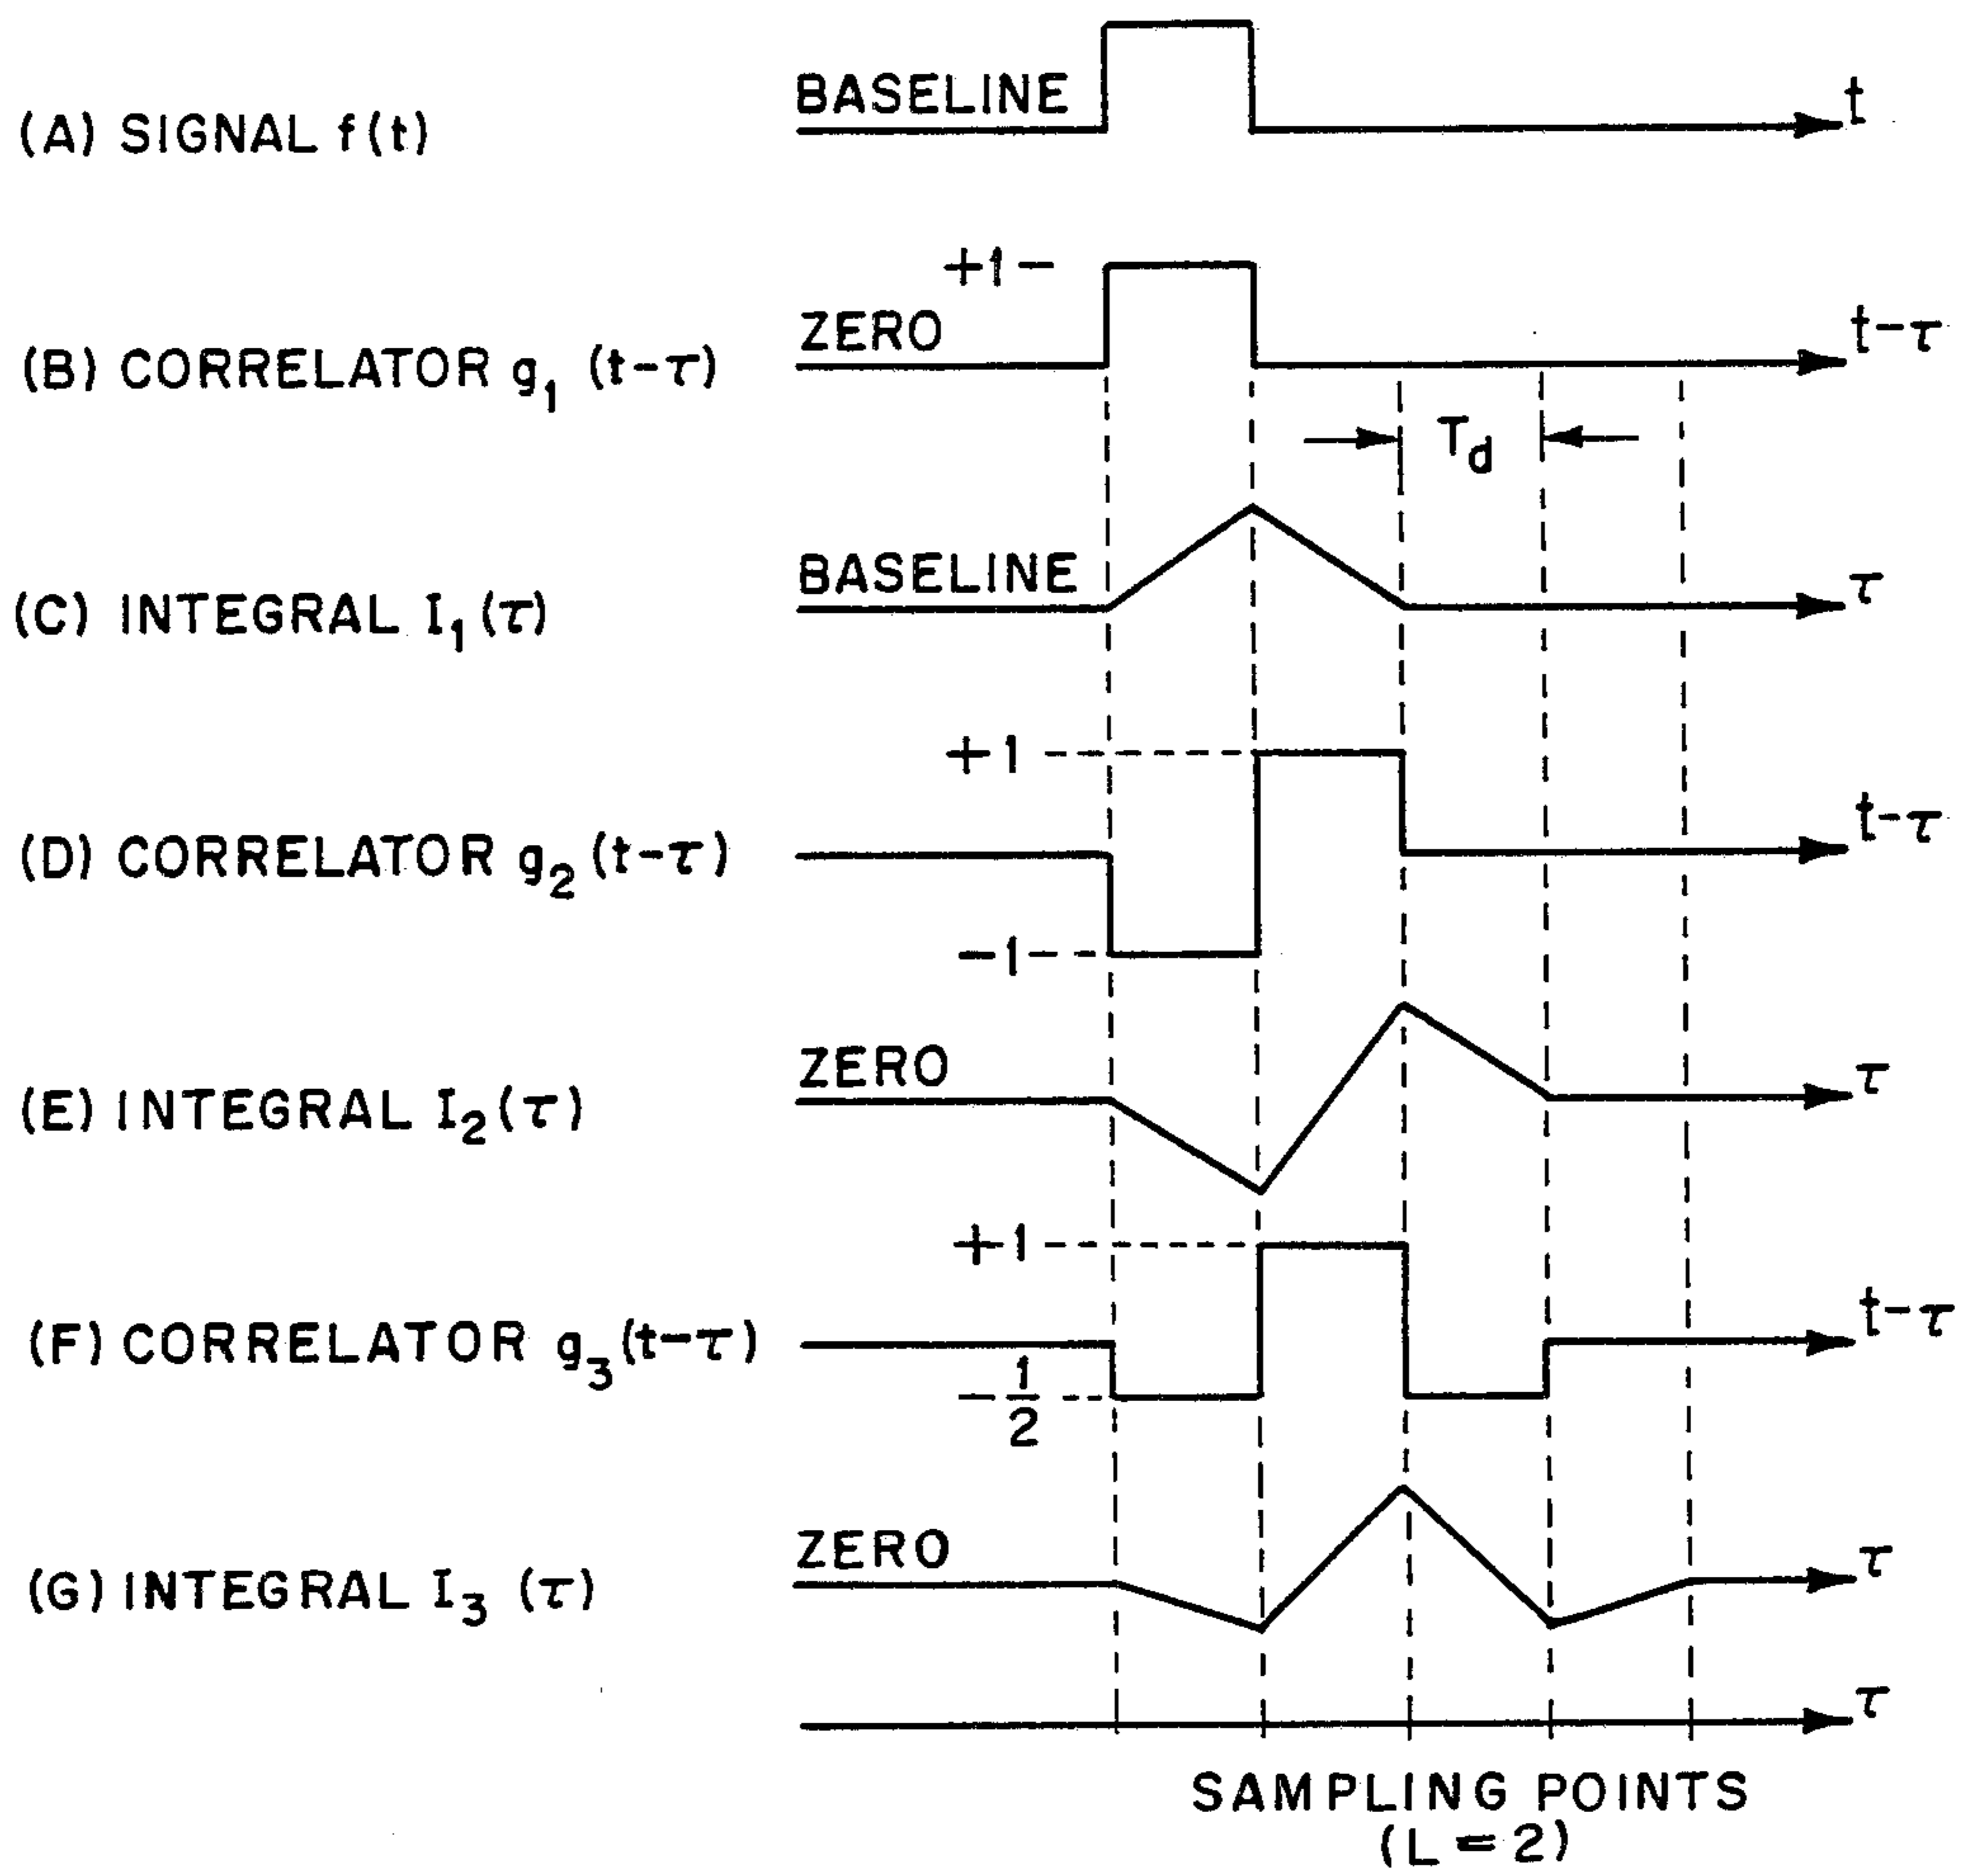 (A) SIGNAL f(t)
BASELINE
t
(B) CORRELATOR g₁ (t-τ)
+1
ZERO
t-τ
T_d
(C) INTEGRAL I₁(τ)
BASELINE
τ
(D) CORRELATOR g₂(t-τ)
+1
-1
t-τ
(E) INTEGRAL I₂(τ)
ZERO
τ
(F) CORRELATOR g₃(t-τ)
+1
-1/2
t-τ
(G) INTEGRAL I₃ (τ)
ZERO
τ
τ
SAMPLING POINTS
(L=2)